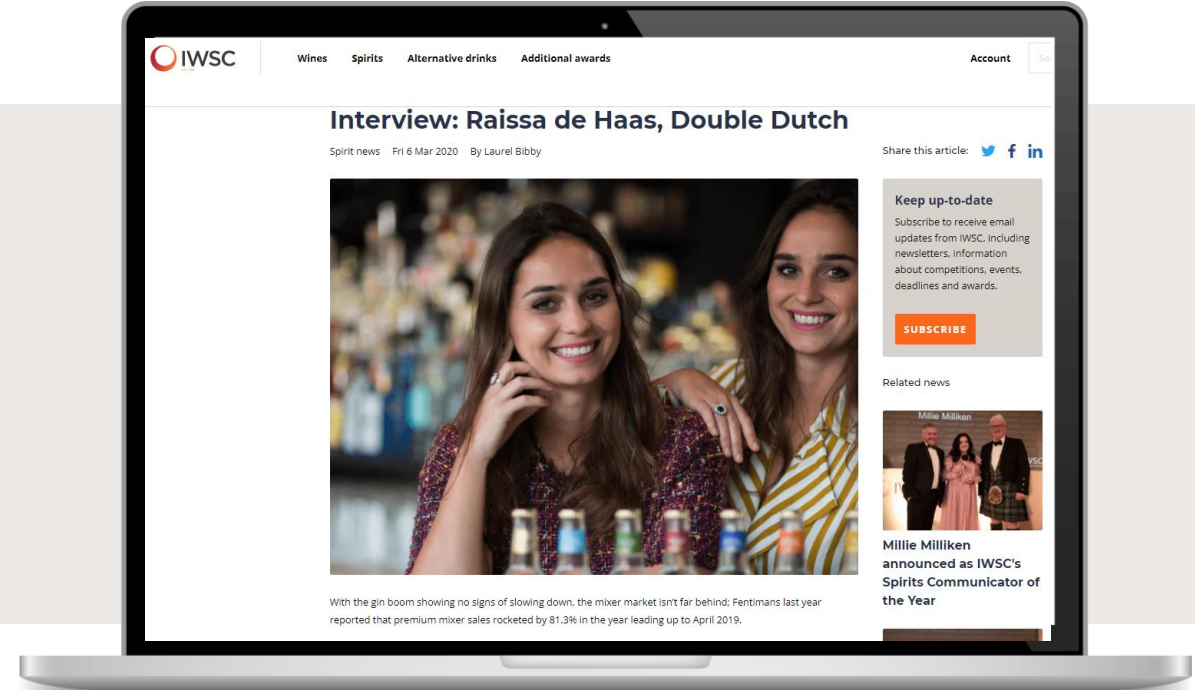 IWSC
Wines Spirits Alternative drinks Additional awards
Account
Se
Interview: Raissa de Haas, Double Dutch
Spirit news Fri 6 Mar 2020 By Laurel Bibby
Share this article:
Keep up-to-date
Subscribe to receive email
updates from IWSC, including
newsletters, information
about competitions, events,
deadlines and awards.
SUBSCRIBE
Related news
Millie Milliken
WSC
Millie Milliken
announced as IWSC's
Spirits Communicator of
the Year
With the gin boom showing no signs of slowing down, the mixer market isn't far behind; Fentimans last year
reported that premium mixer sales rocketed by 81.3% in the year leading up to April 2019.